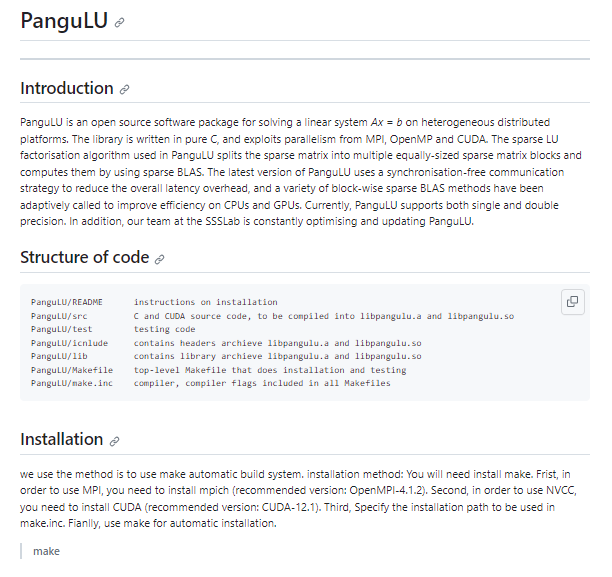 PanguLU
Introduction
PanguLU is an open source software package for solving a linear system Ax = b on heterogeneous distributed
platforms. The library is written in pure C, and exploits parallelism from MPI, OpenMP and CUDA. The sparse LU
factorisation algorithm used in PanguLU splits the sparse matrix into multiple equally-sized sparse matrix blocks and
computes them by using sparse BLAS. The latest version of PanguLU uses a synchronisation-free communication
strategy to reduce the overall latency overhead, and a variety of block-wise sparse BLAS methods have been
adaptively called to improve efficiency on CPUs and GPUs. Currently, PanguLU supports both single and double
precision. In addition, our team at the SSSLab is constantly optimising and updating PanguLU.
Structure of code
PanguLU/README instructions on installation
PanguLU/src C and CUDA source code, to be compiled into libpangulu.a and libpangulu.so
PanguLU/test testing code
PanguLU/icnlude contains headers archieve libpangulu.a and libpangulu.so
PanguLU/lib contains library archieve libpangulu.a and libpangulu.so
PanguLU/Makefile top-level Makefile that does installation and testing
PanguLU/make.inc compiler, compiler flags included in all Makefiles
Installation
we use the method is to use make automatic build system. installation method: You will need install make. Frist, in
order to use MPI, you need to install mpich (recommended version: OpenMPI-4.1.2). Second, in order to use NVCC,
you need to install CUDA (recommended version: CUDA-12.1). Third, Specify the installation path to be used in
make.inc. Fianlly, use make for automatic installation.
make